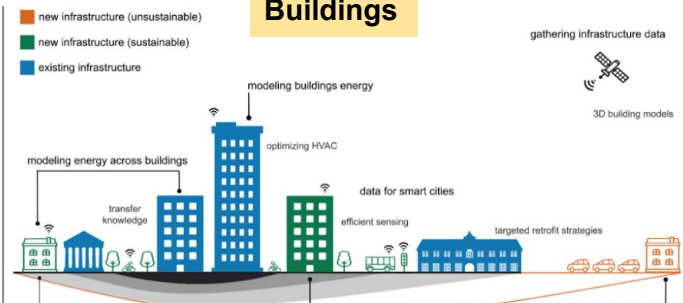 Buildings
new infrastructure (unsustainable)
new infrastructure (sustainable)
existing infrastructure
gathering infrastructure data
3D building models
modeling buildings energy
optimizing HVAC
modeling energy across buildings
transfer
knowledge
data for smart cities
efficient sensing
targeted retrofit strategies